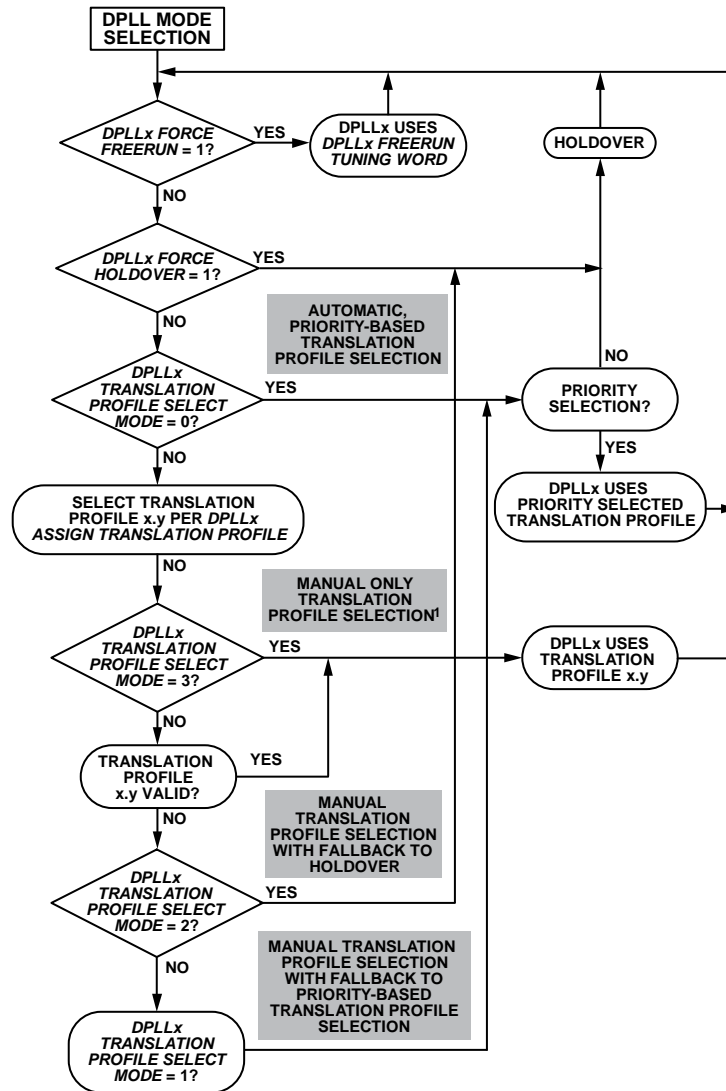 DPLL MODE
SELECTION
DPLLx FORCE
FREERUN = 1?
YES
DPLLx USES
DPLLx FREERUN
TUNING WORD
HOLDOVER
NO
DPLLx FORCE
HOLDOVER = 1?
YES
NO
AUTOMATIC,
PRIORITY-BASED
TRANSLATION
PROFILE SELECTION
DPLLx
TRANSLATION
PROFILE SELECT
MODE = 0?
YES
NO
PRIORITY
SELECTION?
YES
NO
SELECT TRANSLATION
PROFILE x.y PER DPLLx
ASSIGN TRANSLATION PROFILE
DPLLx USES
PRIORITY SELECTED
TRANSLATION PROFILE
NO
MANUAL ONLY
TRANSLATION
PROFILE SELECTION¹
DPLLx
TRANSLATION
PROFILE SELECT
MODE = 3?
YES
DPLLx USES
TRANSLATION
PROFILE x.y
NO
TRANSLATION
PROFILE
x.y VALID?
YES
NO
MANUAL
TRANSLATION
PROFILE SELECTION
WITH FALLBACK TO
HOLDOVER
DPLLx
TRANSLATION
PROFILE SELECT
MODE = 2?
YES
NO
MANUAL TRANSLATION
PROFILE SELECTION
WITH FALLBACK TO
PRIORITY-BASED
TRANSLATION PROFILE
SELECTION
DPLLx
TRANSLATION
PROFILE SELECT
MODE = 1?